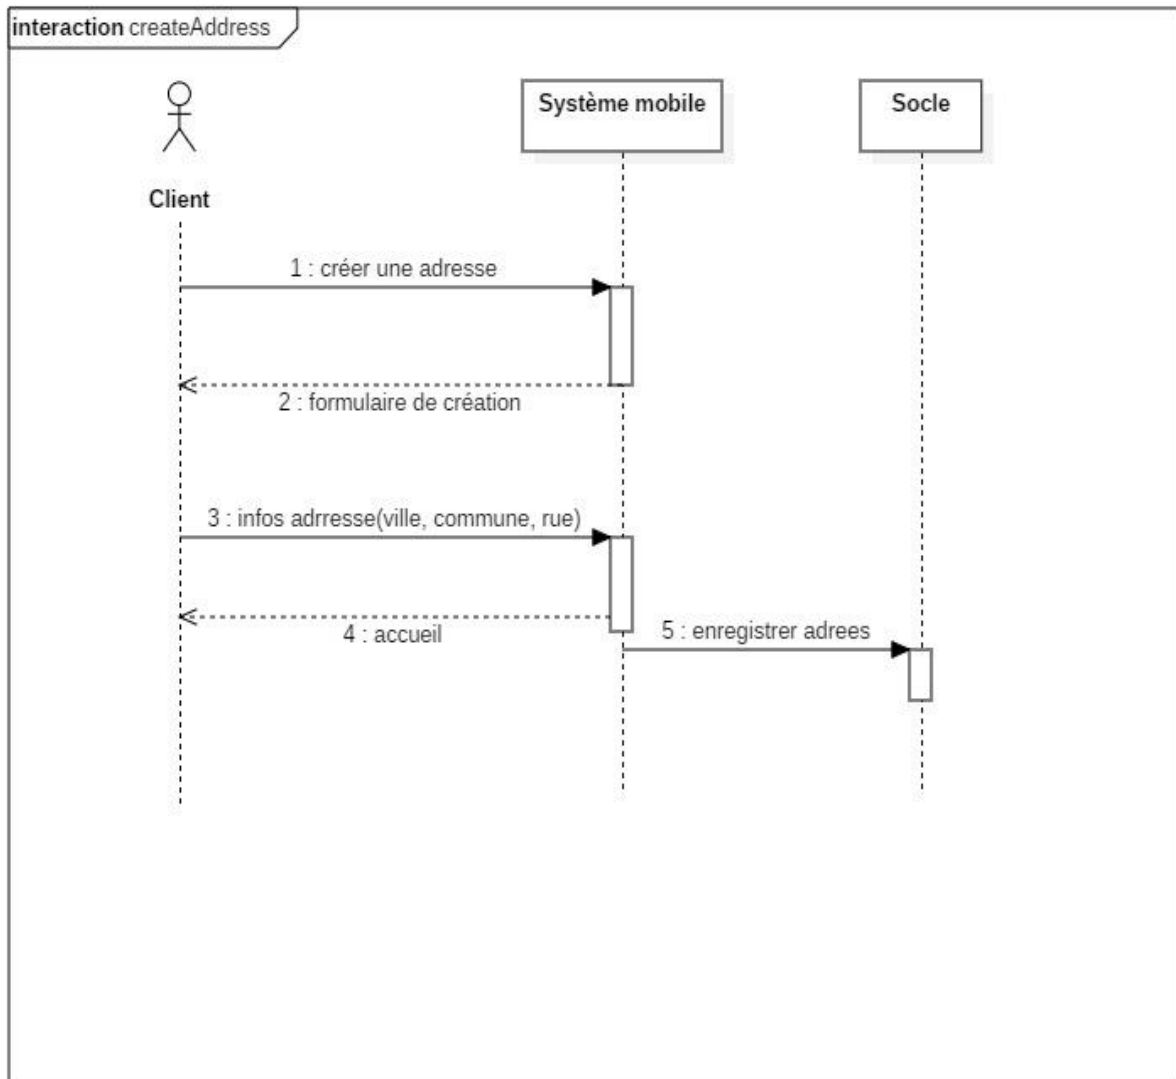 interaction createAddress
Système mobile
Socle
Client
1 : créer une adresse
2 : formulaire de création
3 : infos adrresse(ville, commune, rue)
4 : accueil
5 : enregistrer adrees